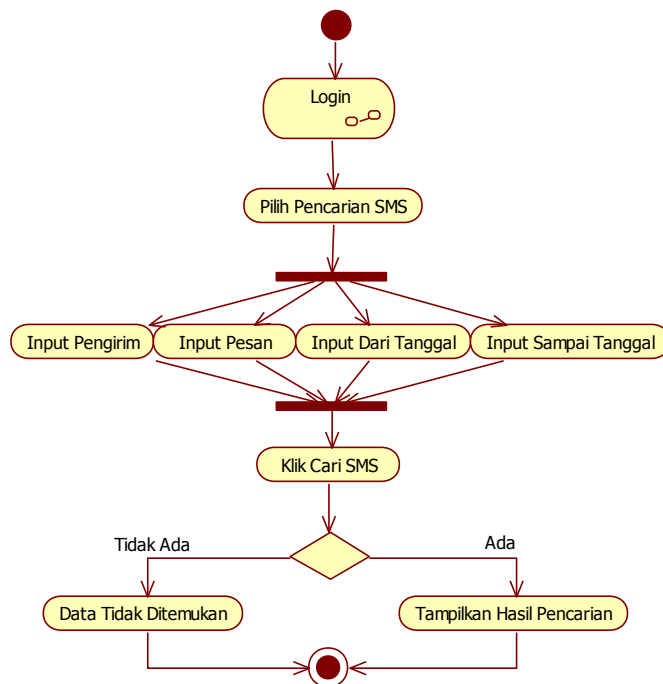 Login
Pilih Pencarian SMS
Input Pengirim
Input Pesan
Input Dari Tanggal
Input Sampai Tanggal
Klik Cari SMS
Tidak Ada
Ada
Data Tidak Ditemukan
Tampilkan Hasil Pencarian